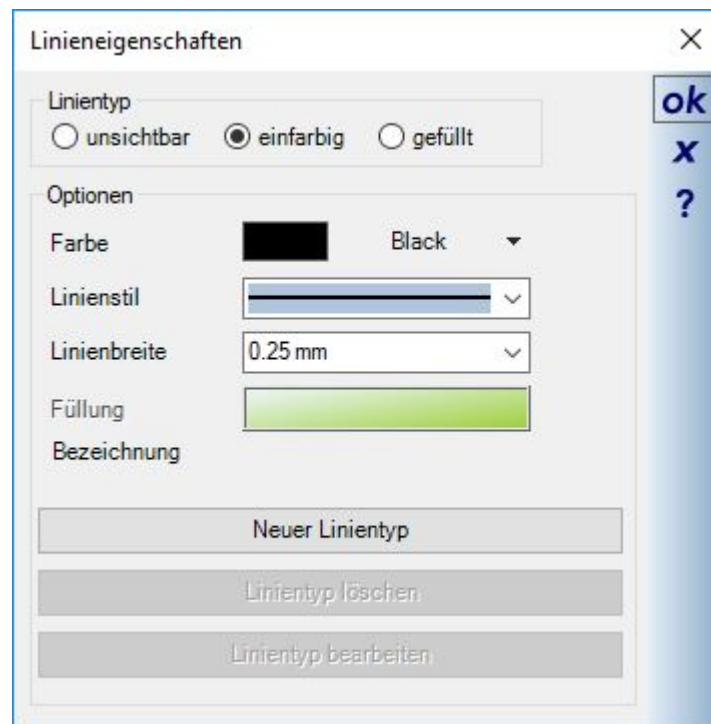 Linieneigenschaften
Linientyp
unsichtbar einfarbig gefüllt
Optionen
Farbe Black
Linienstil
Linienbreite 0.25 mm
Füllung
Bezeichnung
Neuer Linientyp
Linientyp löschen
Linientyp bearbeiten
ok
x
?